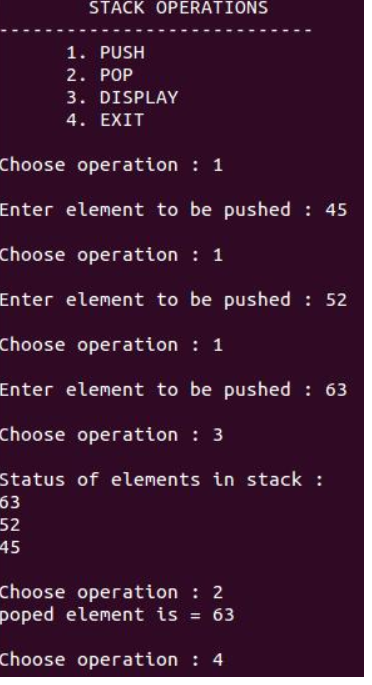 STACK OPERATIONS
----------------------------
1. PUSH
2. POP
3. DISPLAY
4. EXIT
Choose operation : 1
Enter element to be pushed : 45
Choose operation : 1
Enter element to be pushed : 52
Choose operation : 1
Enter element to be pushed : 63
Choose operation : 3
Status of elements in stack :
63
52
45
Choose operation : 2
poped element is = 63
Choose operation : 4